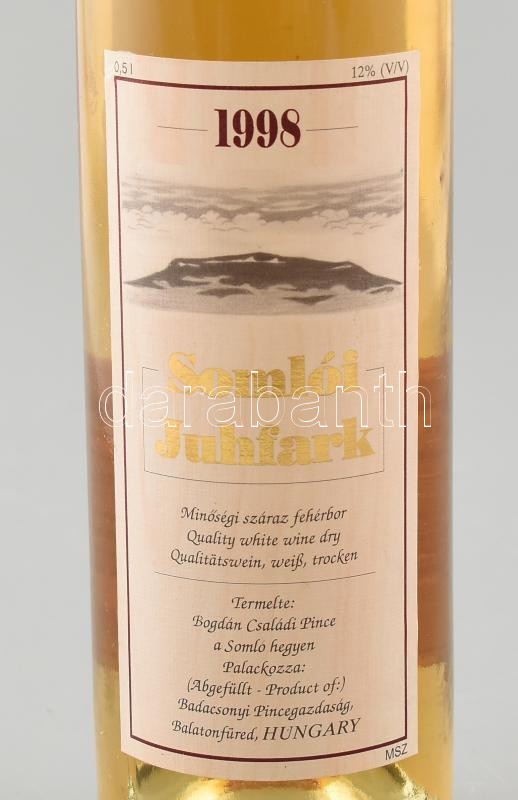 0,5 l 12% (V/V)
1998
Somlói
darabanth
Juhfark
Minőségi száraz fehérbor
Quality white wine dry
Qualitätswein, weiß, trocken
Termelte:
Bogdán Családi Pince
a Somló hegyen
Palackozza:
(Abgefüllt - Product of:)
Badacsonyi Pincegazdaság,
Balatonfüred, HUNGARY
MSZ